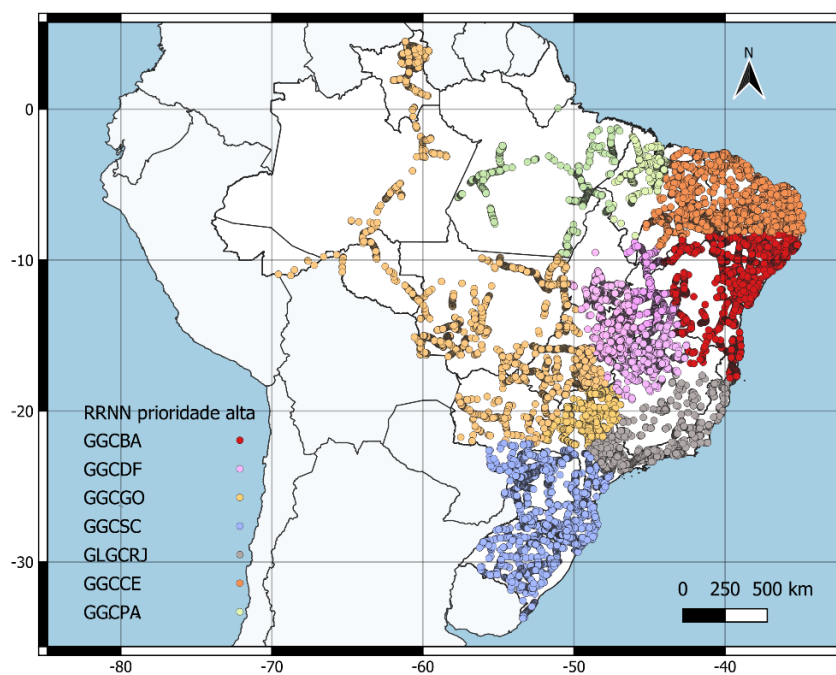 N
0
-10
-20
-30
RRNN prioridade alta
GGCBA
GGCDF
GGCGO
GGCSC
GLGCRJ
GGCCE
GGCPA
0 250 500 km
-80 -70 -60 -50 -40